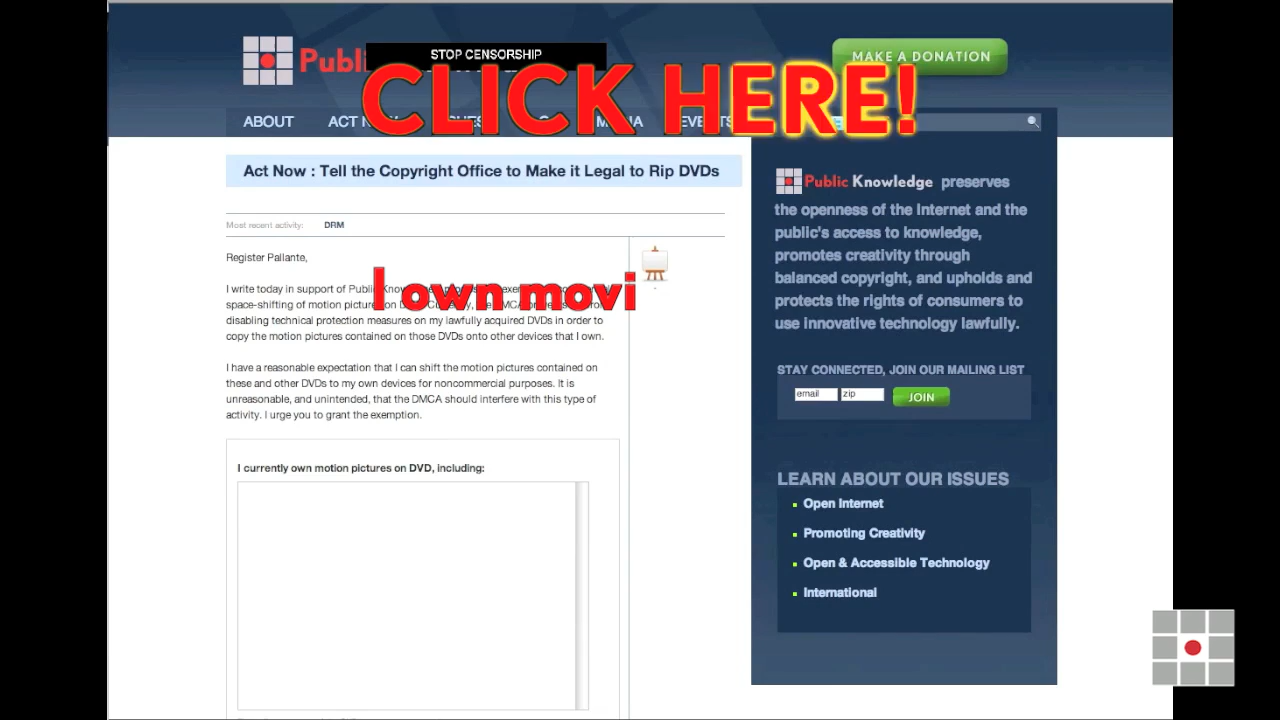 STOP CENSORSHIP
Public
MAKE A DONATION
CLICK HERE!
ABOUT
Act Now : Tell the Copyright Office to Make it Legal to Rip DVDs
Public Knowledge preserves
the openness of the Internet and the
public's access to knowledge,
promotes creativity through
balanced copyright, and upholds and
protects the rights of consumers to
use innovative technology lawfully.
Most recent activity: DRM
Register Pallante,
I write today in support of
I own movi
space-shifting of motion
disabling technical protection measures on my lawfully acquired DVDs in order to
copy the motion pictures contained on those DVDs onto other devices that I own.
I have a reasonable expectation that I can shift the motion pictures contained on
these and other DVDs to my own devices for noncommercial purposes. It is
unreasonable, and unintended, that the DMCA should interfere with this type of
activity. I urge you to grant the exemption.
I currently own motion pictures on DVD, including:
STAY CONNECTED, JOIN OUR MAILING LIST
email zip JOIN
LEARN ABOUT OUR ISSUES
Open Internet
Promoting Creativity
Open & Accessible Technology
International